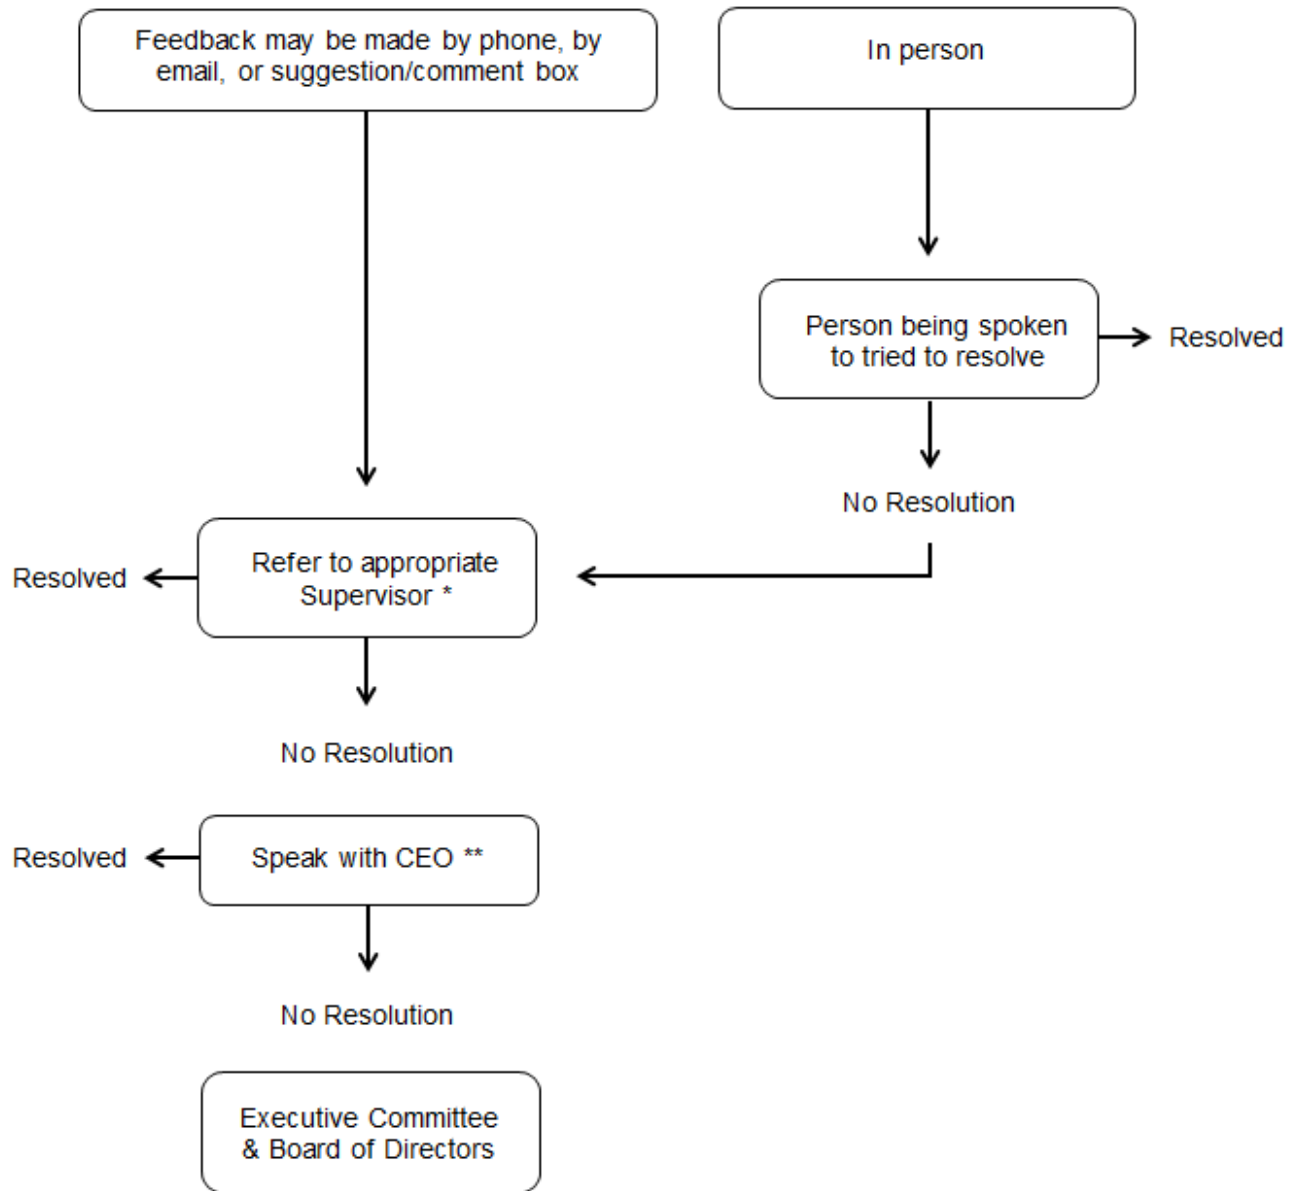 Feedback may be made by phone, by
email, or suggestion/comment box
In person
Person being spoken
to tried to resolve
Resolved
No Resolution
Refer to appropriate
Supervisor *
Resolved
No Resolution
Speak with CEO **
Resolved
No Resolution
Executive Committee
& Board of Directors